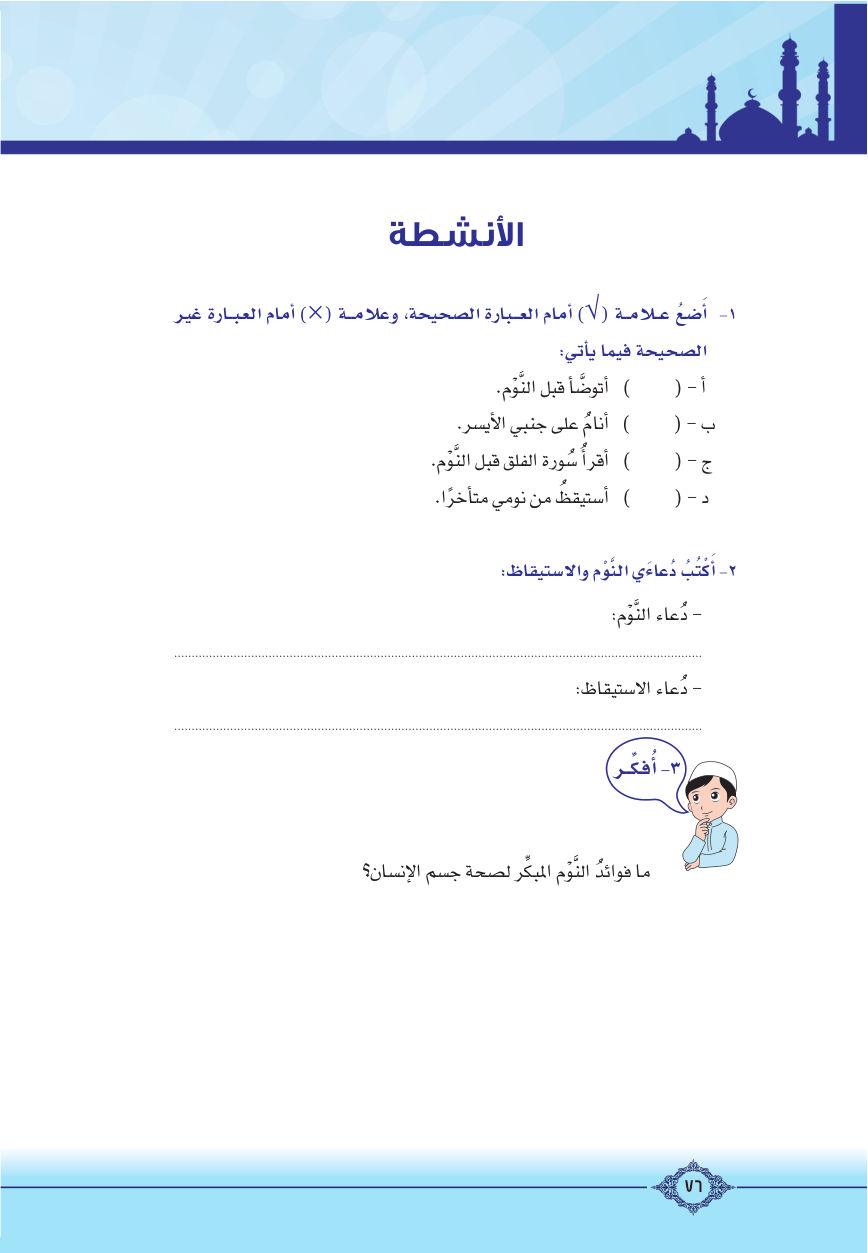 الأنشطة
١- أَضعُ علامة (√) أمام العبارة الصحيحة، وعلامة (×) أمام العبارة غير
الصحيحة فيما يأتي:
أ - ( ) أتوضَّأ قبل النَّوْم.
ب - ( ) أنامُ على جنبي الأيسر.
ج - ( ) أقرأُ سُورة الفلق قبل النَّوْم.
د - ( ) أستيقظُ من نومي متأخرًا.
٢- أَكْتُبُ دُعاءَي النَّوْم والاستيقاظ:
- دُعاء النَّوْم:
- دُعاء الاستيقاظ:
٣- أُفكِّر
ما فوائدُ النَّوْم المبكِّر لصحة جسم الإنسان؟
٧٦